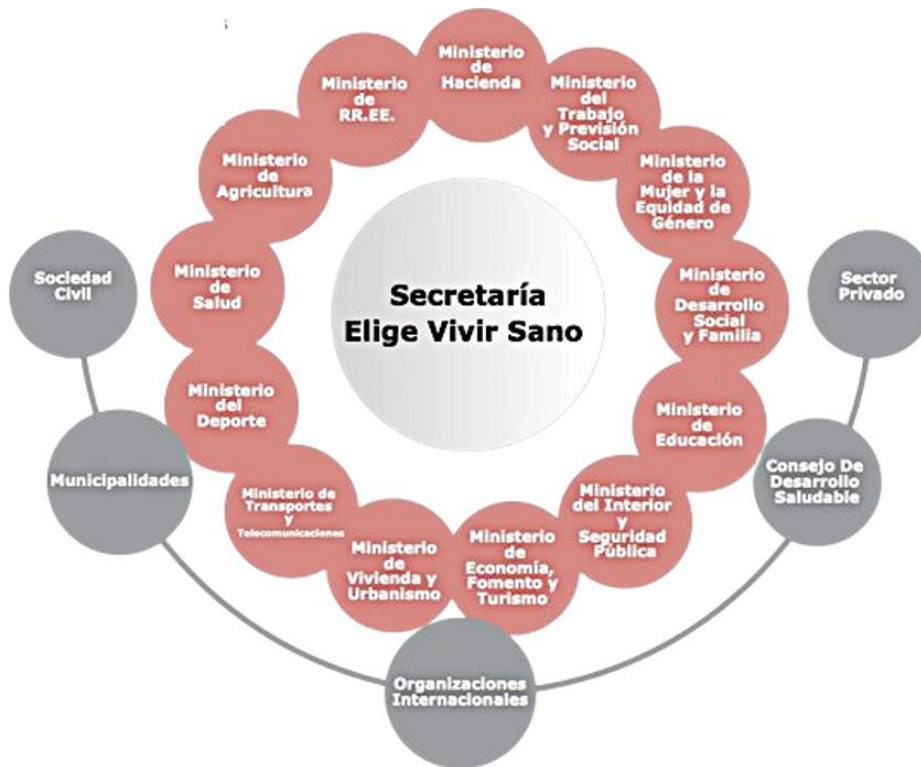 Ministerio
de
Hacienda
Ministerio
del
Trabajo
y Previsión
Social
Ministerio
de la
Mujer y la
Equidad de
Género
Ministerio
de
Desarrollo
Social
y Familia
Ministerio
de
Educación
Ministerio
del Interior
y
Seguridad
Pública
Ministerio
de
Economía,
Fomento y
Turismo
Ministerio
de
Vivienda y
Urbanismo
Ministerio de
Transportes
y
Telecomunicaciones
Ministerio
del
Deporte
Ministerio
de
Salud
Ministerio
de
Agricultura
Ministerio
de
RR.EE.
Secretaría
Elige Vivir Sano
Sociedad
Civil
Municipalidades
Organizaciones
Internacionales
Consejo De
Desarrollo
Saludable
Sector
Privado